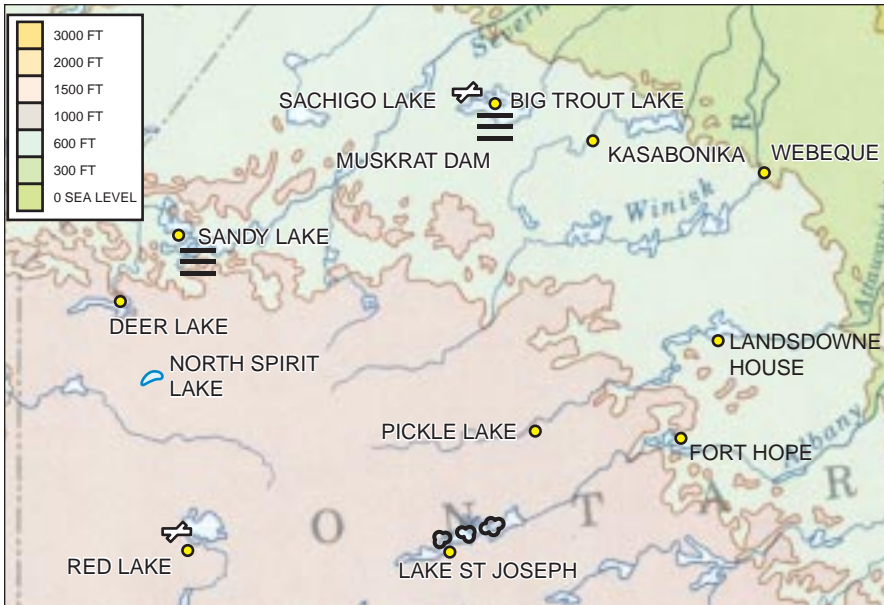 3000 FT
2000 FT
1500 FT
1000 FT
600 FT
300 FT
0 SEA LEVEL
Severn
SACHIGO LAKE
BIG TROUT LAKE
MUSKRAT DAM
KASABONIKA
WEBEQUE
R
Winisk
SANDY LAKE
DEER LAKE
NORTH SPIRIT
LAKE
LANDSDOWNE
HOUSE
PICKLE LAKE
FORT HOPE
Albany
O N T A R
RED LAKE
LAKE ST JOSEPH